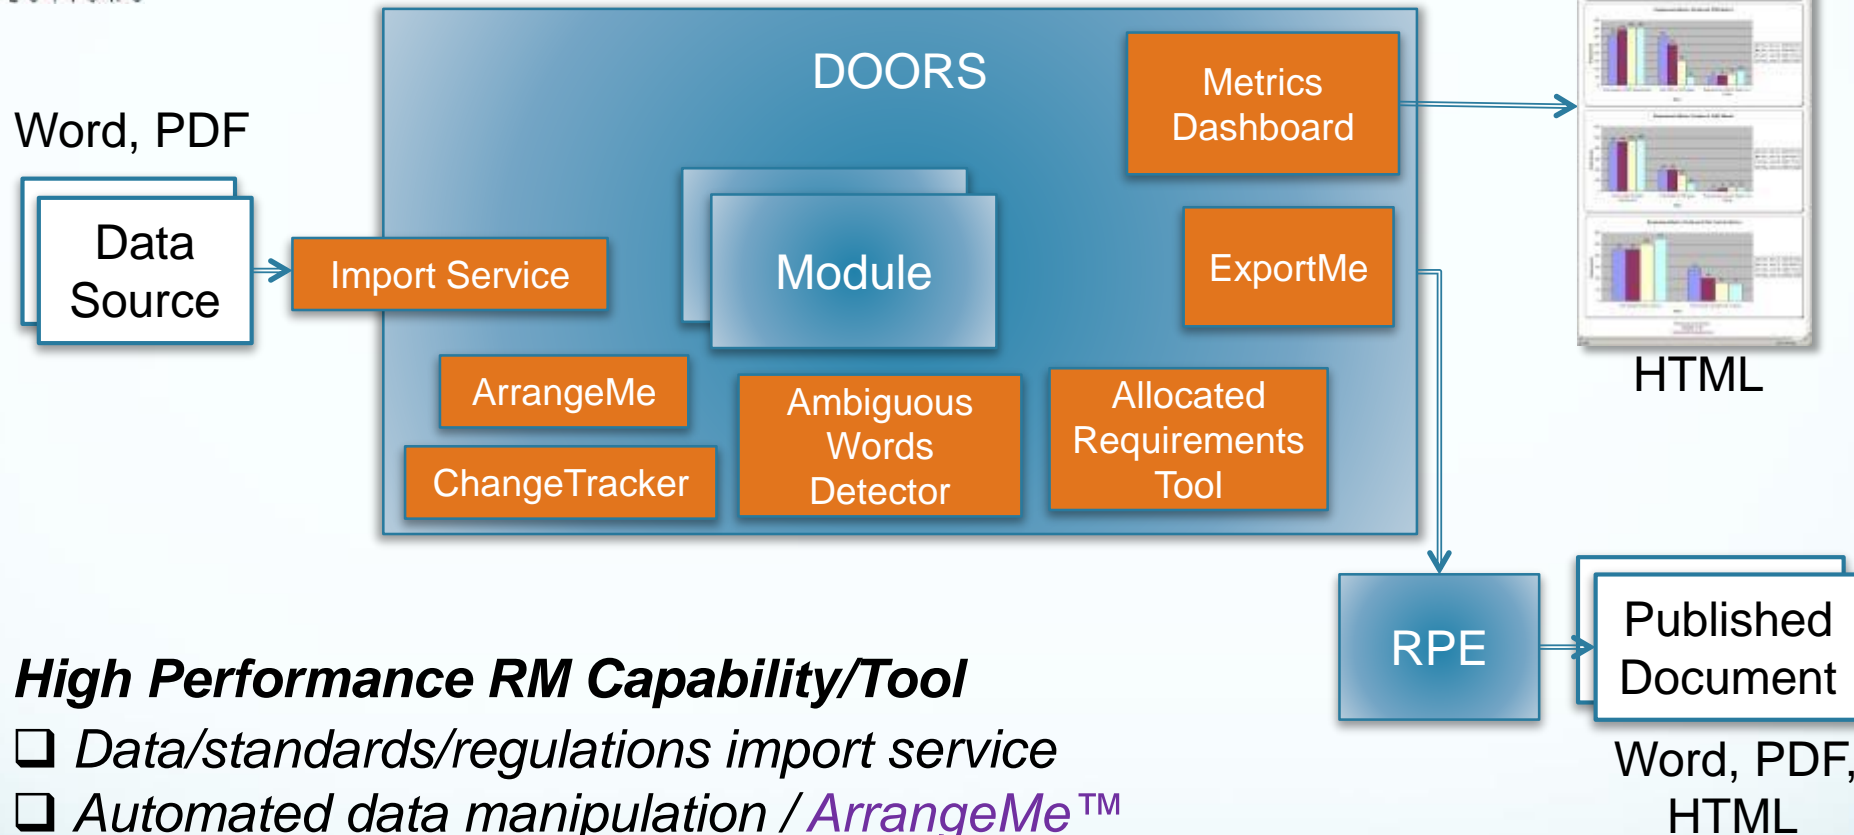 DOORS
Metrics
Dashboard
Word, PDF
Data
Source
Import Service
Module
ExportMe
ArrangeMe
ChangeTracker
Ambiguous
Words
Detector
Allocated
Requirements
Tool
HTML
RPE
Published
Document
Word, PDF,
HTML
High Performance RM Capability/Tool
❑ Data/standards/regulations import service
❑ Automated data manipulation / ArrangeMe™